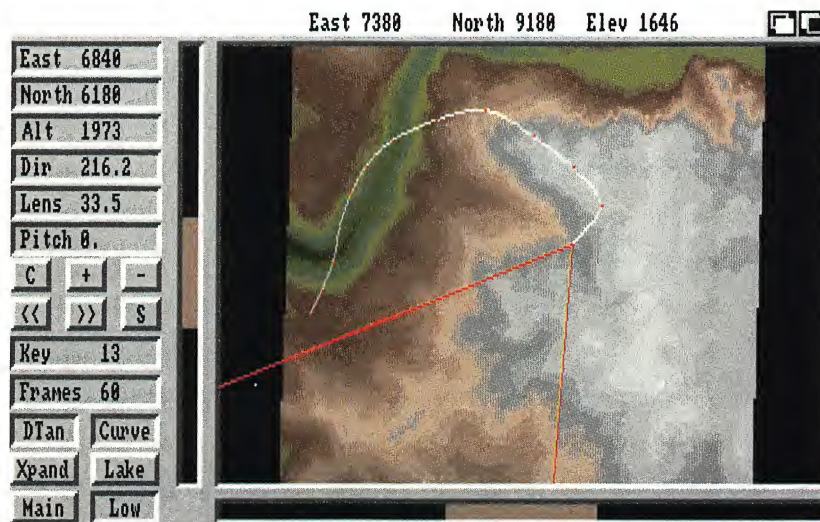 East 7380 North 9180 Elev 1646
East 6840
North 6180
Alt 1973
Dir 216.2
Lens 33.5
Pitch 0.
C + -
<< >> S
Key 13
Frames 60
DTan Curve
Xpand Lake
Main Low